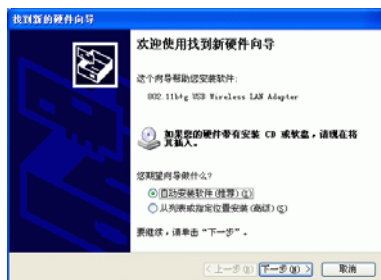 找到新的硬件向导
欢迎使用找到新硬件向导
这个向导帮助您安装软件:
802.11b+g USB Wireless LAN Adapter
如果您的硬件带有安装 CD 或软盘，请现在将
其插入。
您期望向导做什么?
自动安装软件(推荐)(I)
从列表或指定位置安装(高级)(S)
要继续，请单击“下一步”。
<上一步(B) 下一步(N)> 取消